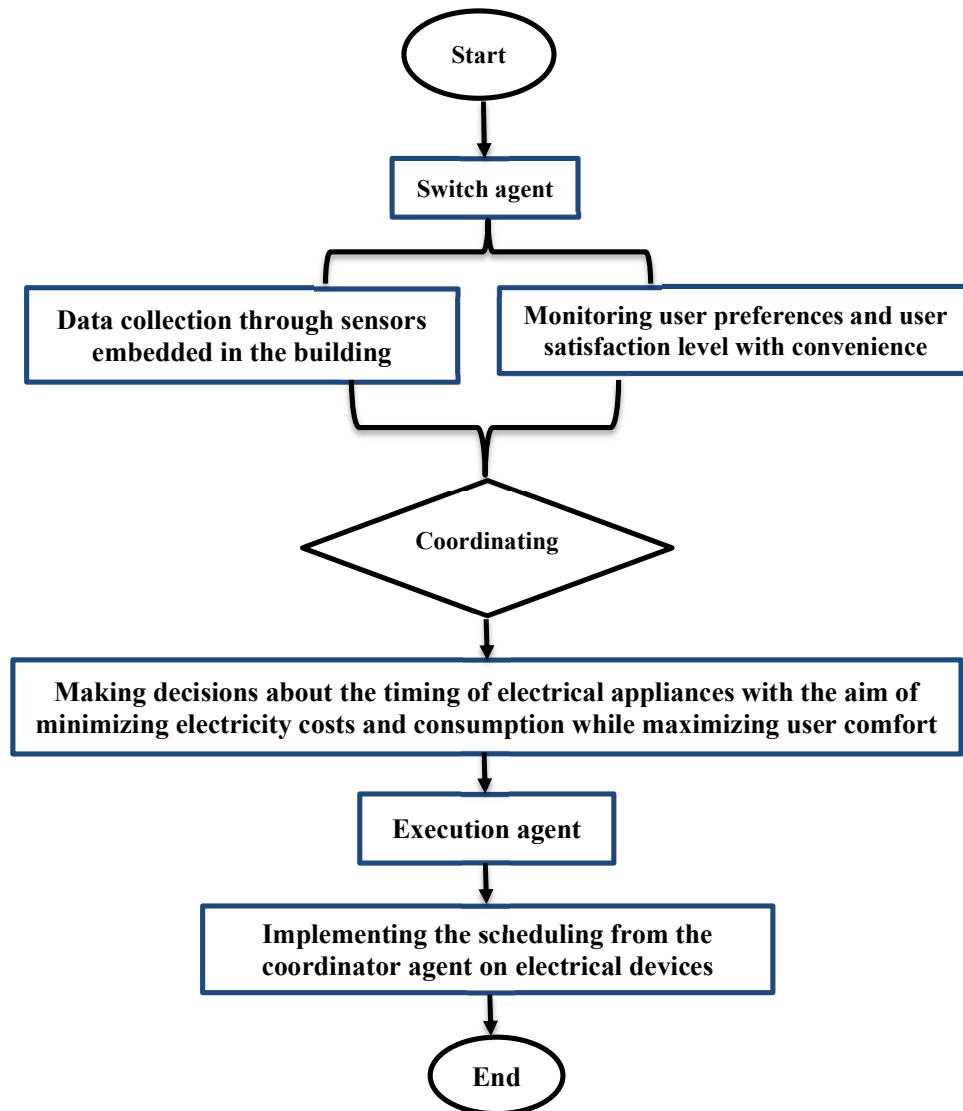 Start
Switch agent
Data collection through sensors
embedded in the building
Monitoring user preferences and user
satisfaction level with convenience
Coordinating
Making decisions about the timing of electrical appliances with the aim of
minimizing electricity costs and consumption while maximizing user comfort
Execution agent
Implementing the scheduling from the
coordinator agent on electrical devices
End